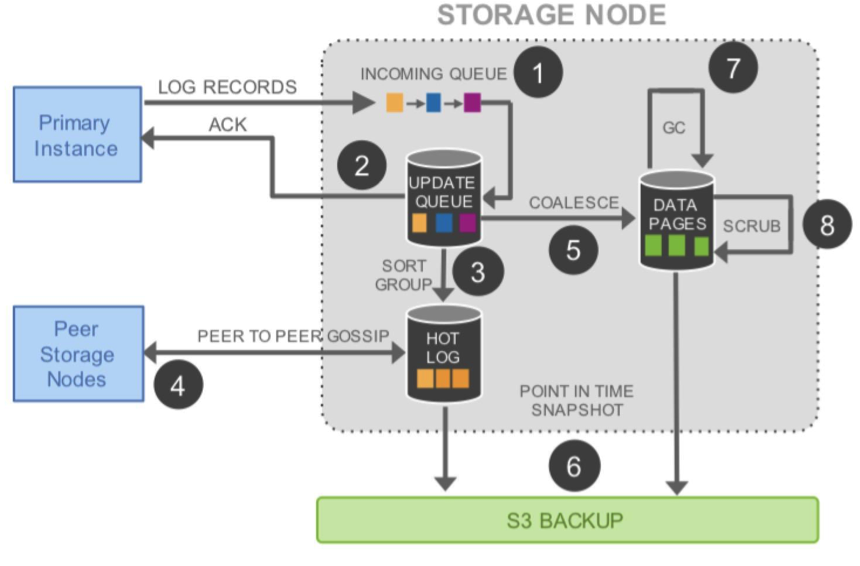 STORAGE NODE
INCOMING QUEUE
1
7
LOG RECORDS
Primary
Instance
ACK
GC
2
UPDATE
QUEUE
COALESCE
5
DATA
PAGES
SCRUB
8
SORT
GROUP
3
Peer
Storage
Nodes
PEER TO PEER GOSSIP
4
HOT
LOG
POINT IN TIME
SNAPSHOT
6
S3 BACKUP